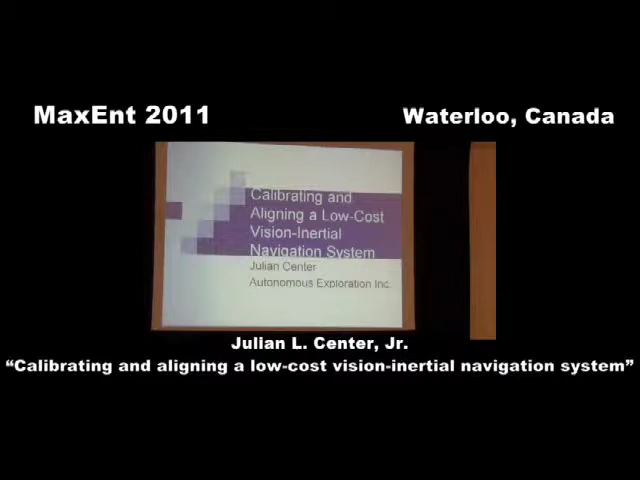 MaxEnt 2011
Waterloo, Canada
Calibrating and
Aligning a Low-Cost
Vision-Inertial
Navigation System
Julian Center
Autonomous Exploration Inc.
Julian L. Center, Jr.
“Calibrating and aligning a low-cost vision-inertial navigation system”